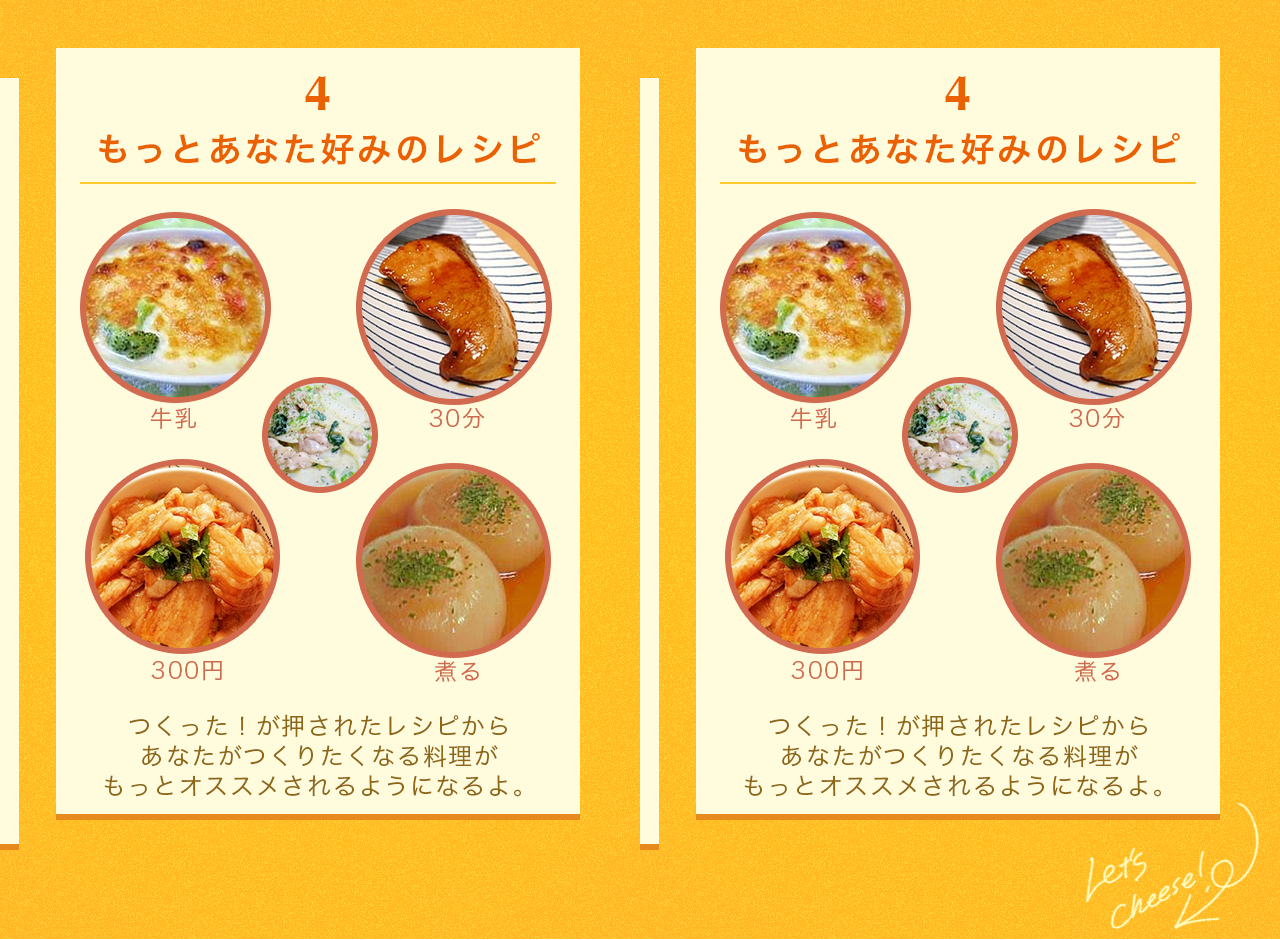 4
もっとあなた好みのレシピ
牛乳
30分
300円
煮る
つくった！が押されたレシピから
あなたがつくりたくなる料理が
もっとオススメされるようになるよ。
4
もっとあなた好みのレシピ
牛乳
30分
300円
煮る
つくった！が押されたレシピから
あなたがつくりたくなる料理が
もっとオススメされるようになるよ。
Let's
cheese!